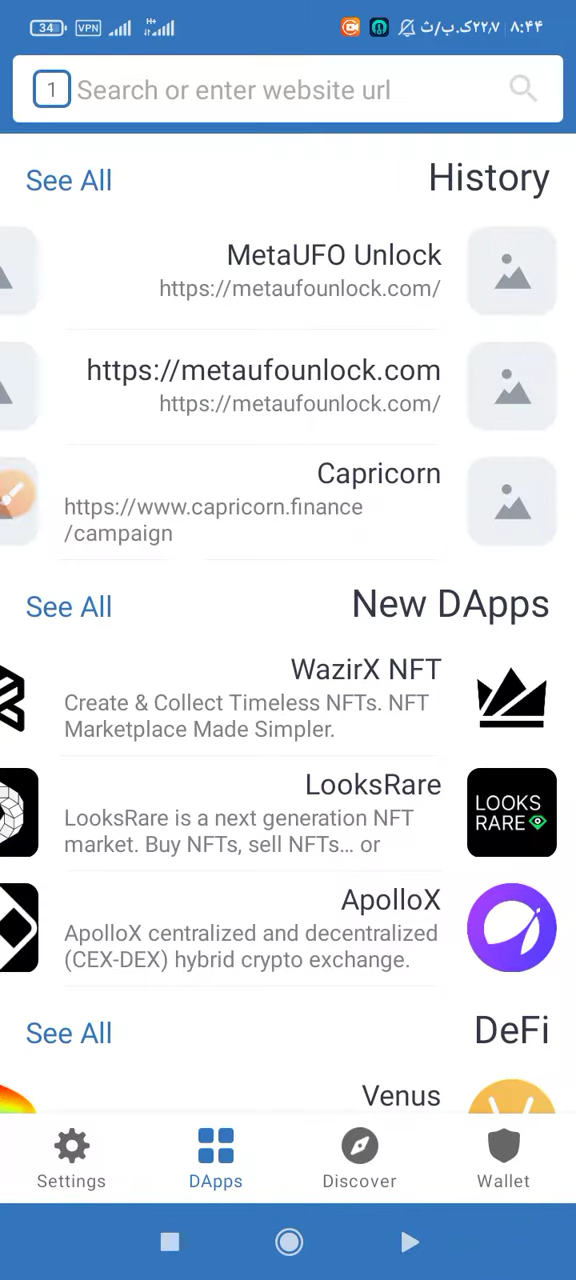 34 VPN H+ ۲۲٫۷ک.ب/ث ۸:۴۴
1 Search or enter website url
See All History
MetaUFO Unlock
https://metaufounlock.com/
https://metaufounlock.com
https://metaufounlock.com/
Capricorn
https://www.capricorn.finance
/campaign
See All New DApps
WazirX NFT
Create & Collect Timeless NFTs. NFT
Marketplace Made Simpler.
LooksRare
LooksRare is a next generation NFT
market. Buy NFTs, sell NFTs… or
LOOKS
RARE
ApolloX
ApolloX centralized and decentralized
(CEX-DEX) hybrid crypto exchange.
See All DeFi
Venus
Settings DApps Discover Wallet